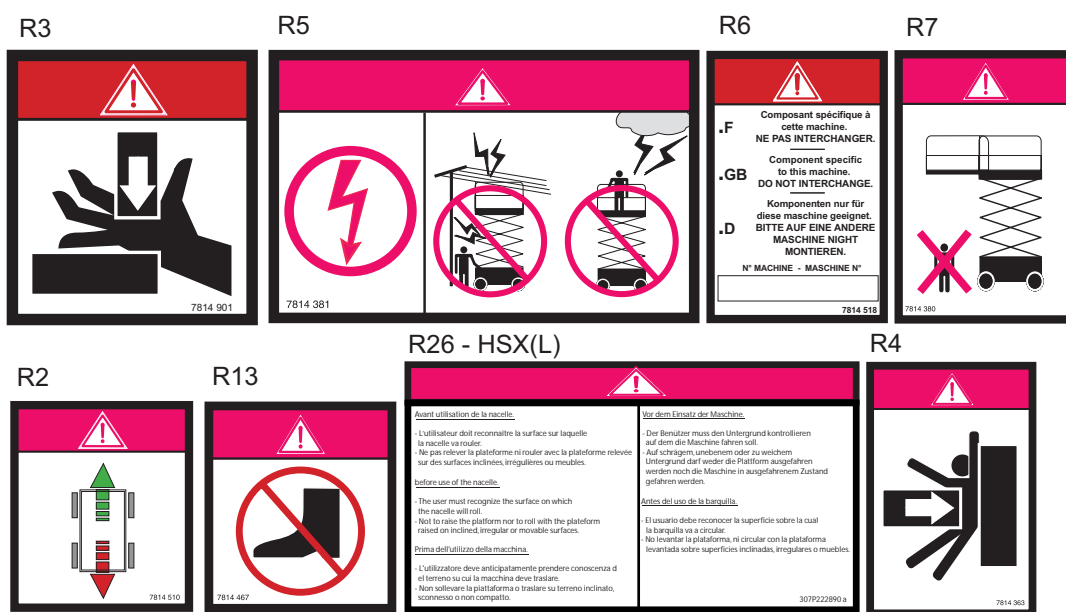 R3
7814 901
R5
7814 381
R6
.F
Composant spécifique à
cette machine.
NE PAS INTERCHANGER.
.GB
Component specific
to this machine.
DO NOT INTERCHANGE.
.D
Komponenten nur für
diese maschine geeignet.
BITTE AUF EINE ANDERE
MASCHINE NIGHT
MONTIEREN.
N° MACHINE - MASCHINE N°
7814 518
R7
7814 380
R2
7814 510
R13
7814 467
R26 - HSX(L)
Avant utilisation de la nacelle.
- L'utilisateur doit reconnaitre la surface sur laquelle
la nacelle va rouler.
- Ne pas relever la plateforme ni rouler avec la plateforme relevée
sur des surfaces inclinées, irrégulières ou meubles.
before use of the nacelle.
- The user must recognize the surface on which
the nacelle will roll.
- Not to raise the platform nor to roll with the plateform
raised on inclined, irregular or movable surfaces.
Prima dell'utilizzo della macchina.
- L'utilizzatore deve anticipatamente prendere conoscenza d
el terreno su cui la macchina deve traslare.
- Non sollevare la piattaforma o traslare su terreno inclinato,
sconnesso o non compatto.
Vor dem Einsatz der Maschine.
- Der Benützer muss den Untergrund kontrollieren
auf dem die Maschine fahren soll.
- Auf schrägem, unebenem oder zu weichem
Untergrund darf weder die Plattform ausgefahren
werden noch die Maschine in ausgefahrenem Zustand
gefahren werden.
Antes del uso de la barquilla.
- El usuario debe reconocer la superficie sobre la cual
la barquilla va a circular.
- No levantar la plataforma, ni circular con la plataforma
levantada sobre superficies inclinadas, irregulares o muebles.
307P222890 a
R4
7814 363